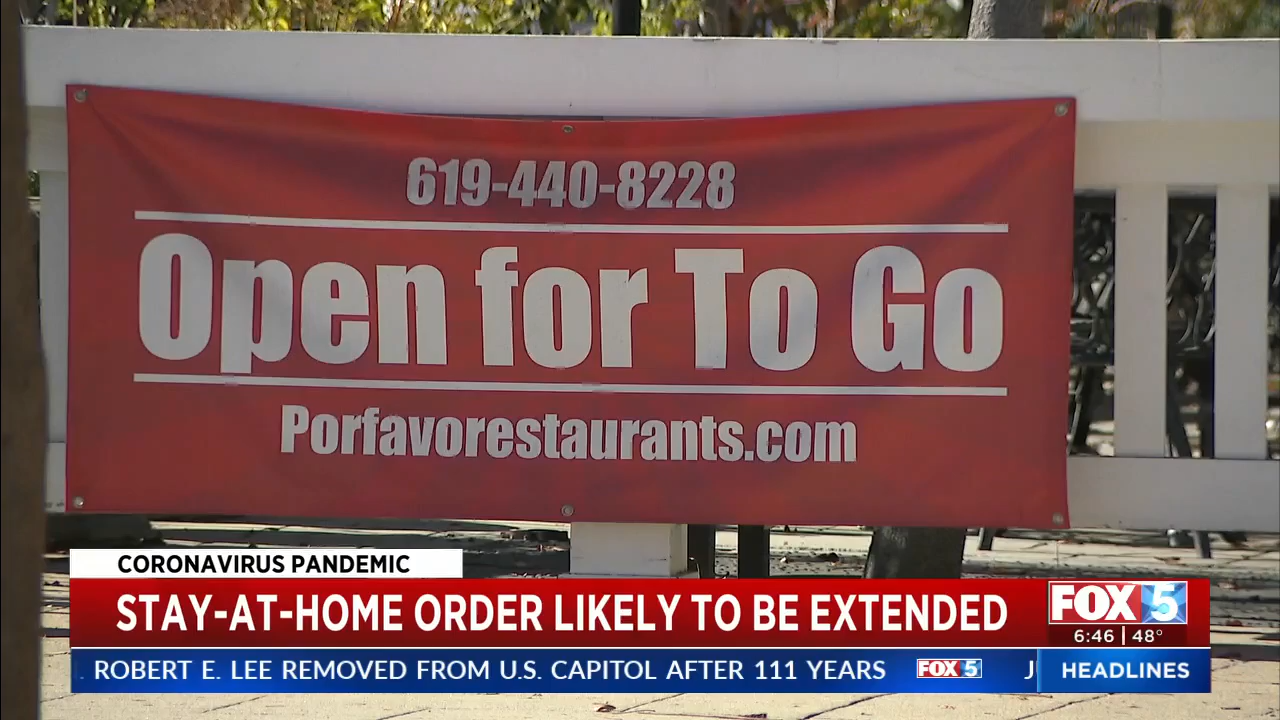 619-440-8228
Open for To Go
Porfavorestaurants.com
CORONAVIRUS PANDEMIC
STAY-AT-HOME ORDER LIKELY TO BE EXTENDED
FOX 5
6:46 | 48°
ROBERT E. LEE REMOVED FROM U.S. CAPITOL AFTER 111 YEARS
FOX 5
HEADLINES